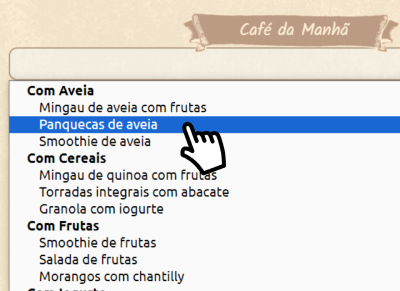 Café da Manhã
Com Aveia
Mingau de aveia com frutas
Panquecas de aveia
Smoothie de aveia
Com Cereais
Mingau de quinoa com frutas
Torradas integrais com abacate
Granola com iogurte
Com Frutas
Smoothie de frutas
Salada de frutas
Morangos com chantilly